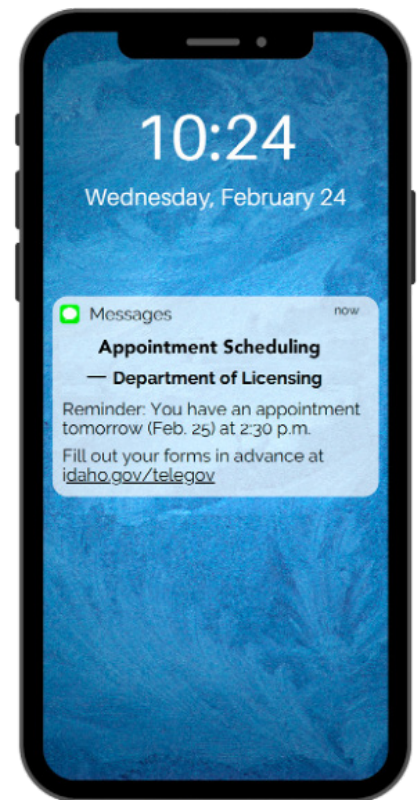 10:24
Wednesday, February 24
Messages now
Appointment Scheduling
— Department of Licensing
Reminder: You have an appointment
tomorrow (Feb. 25) at 2:30 p.m.
Fill out your forms in advance at
idaho.gov/telegov